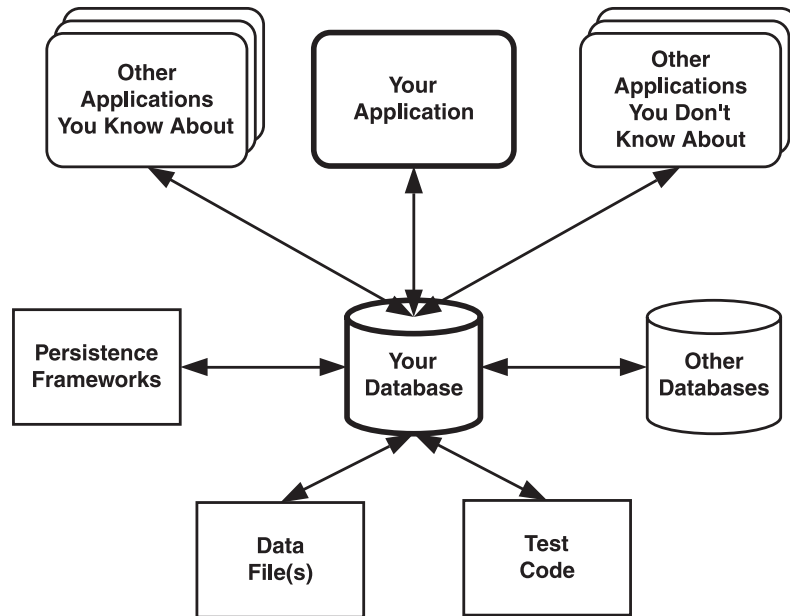 Other
Applications
You Know About
Your
Application
Other
Applications
You Don't
Know About
Persistence
Frameworks
Your
Database
Other
Databases
Data
File(s)
Test
Code